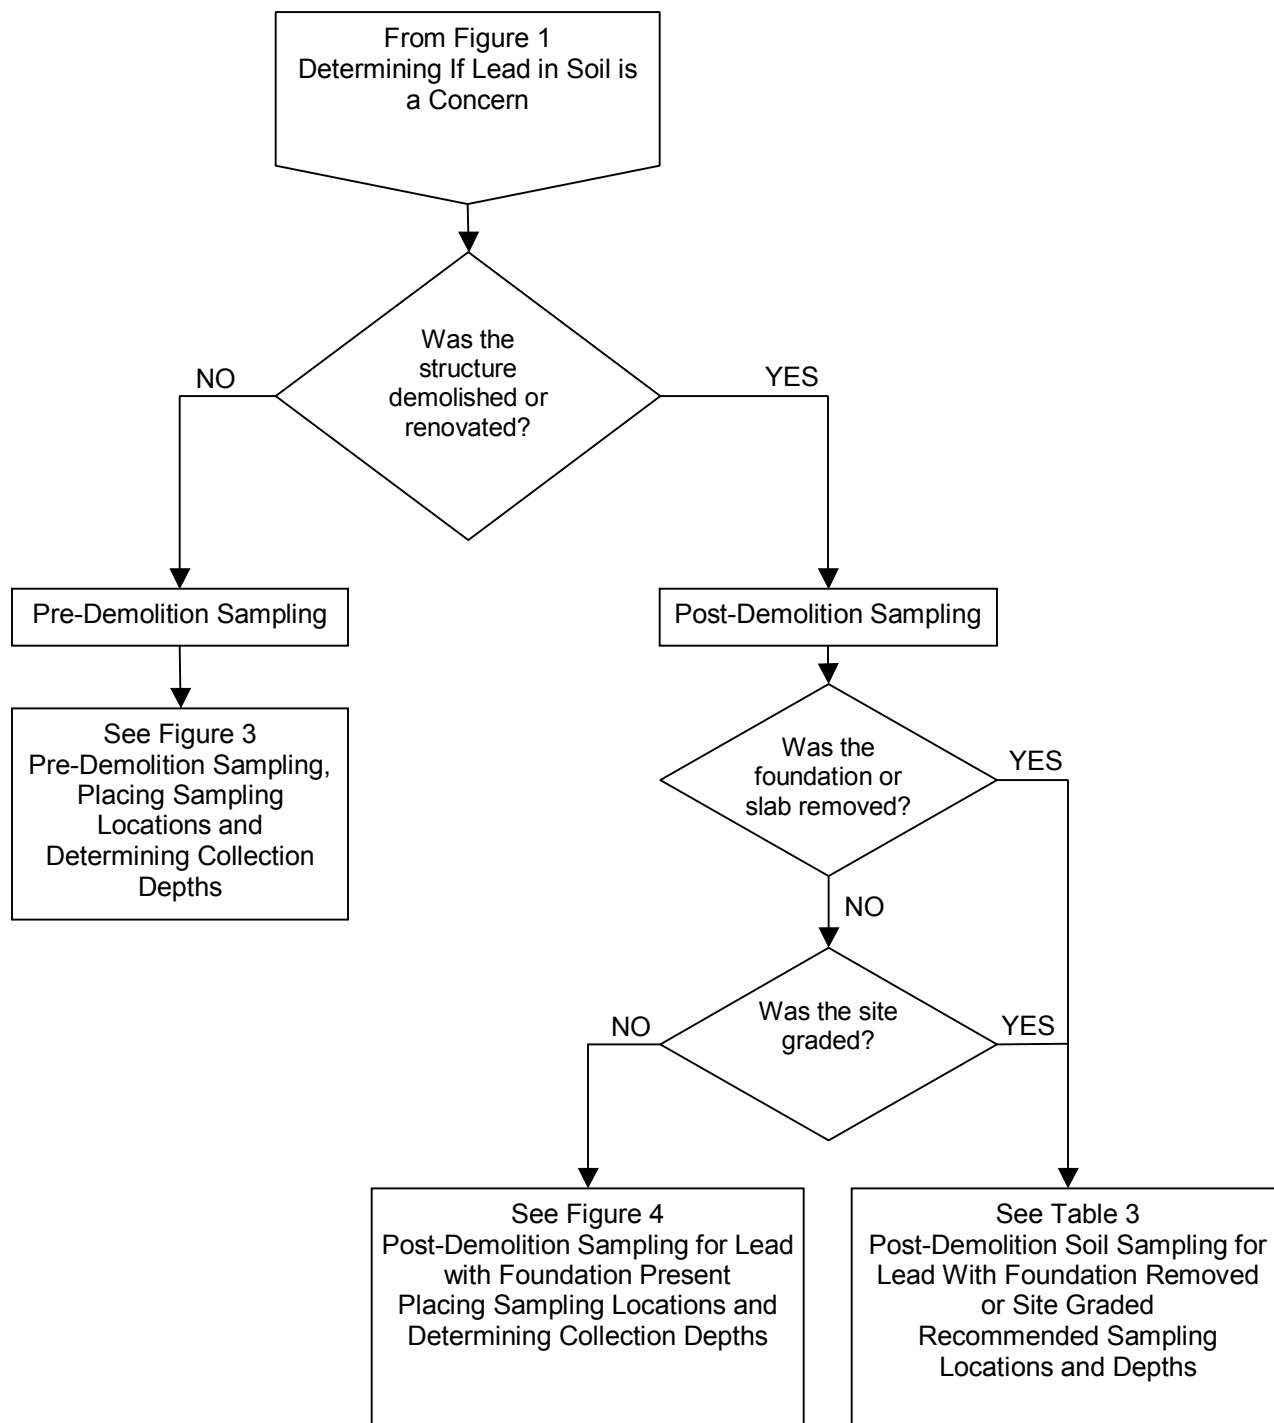 From Figure 1
Determining If Lead in Soil is
a Concern
Was the
structure
demolished or
renovated?
NO
YES
Pre-Demolition Sampling
Post-Demolition Sampling
See Figure 3
Pre-Demolition Sampling,
Placing Sampling
Locations and
Determining Collection
Depths
Was the
foundation or
slab removed?
YES
NO
Was the site
graded?
NO
YES
See Figure 4
Post-Demolition Sampling for Lead
with Foundation Present
Placing Sampling Locations and
Determining Collection Depths
See Table 3
Post-Demolition Soil Sampling for
Lead With Foundation Removed
or Site Graded
Recommended Sampling
Locations and Depths